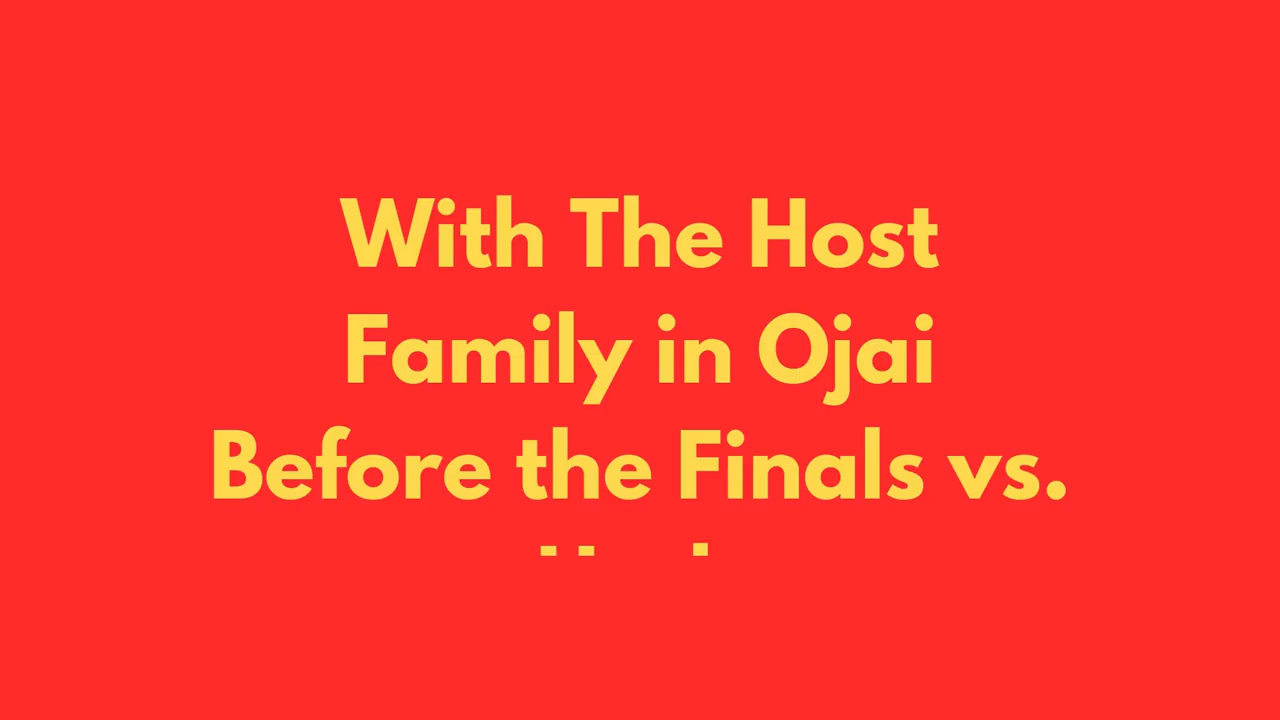 With The Host
Family in Ojai
Before the Finals vs.